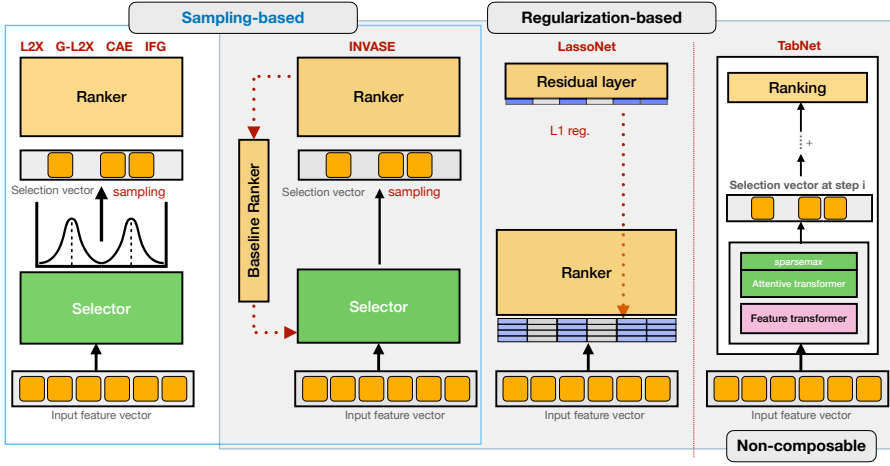 Sampling-based
Regularization-based
L2X G-L2X CAE IFG
Ranker
Selection vector
sampling
Selector
Input feature vector
INVASE
Ranker
Baseline Ranker
Selection vector
sampling
Selector
Input feature vector
LassoNet
Residual layer
L1 reg.
Ranker
Input feature vector
TabNet
Ranking
+
Selection vector at step i
sparsemax
Attentive transformer
Feature transformer
Input feature vector
Non-composable